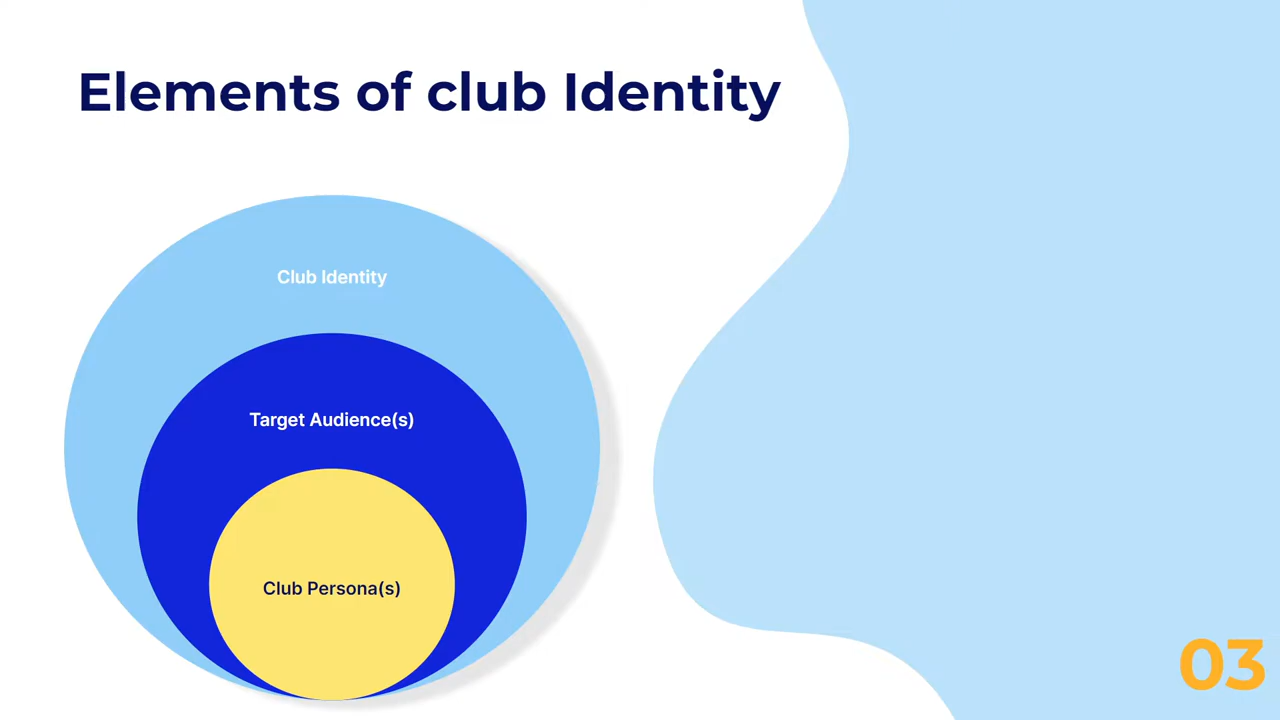 Elements of club Identity
Club Identity
Target Audience(s)
Club Persona(s)
03